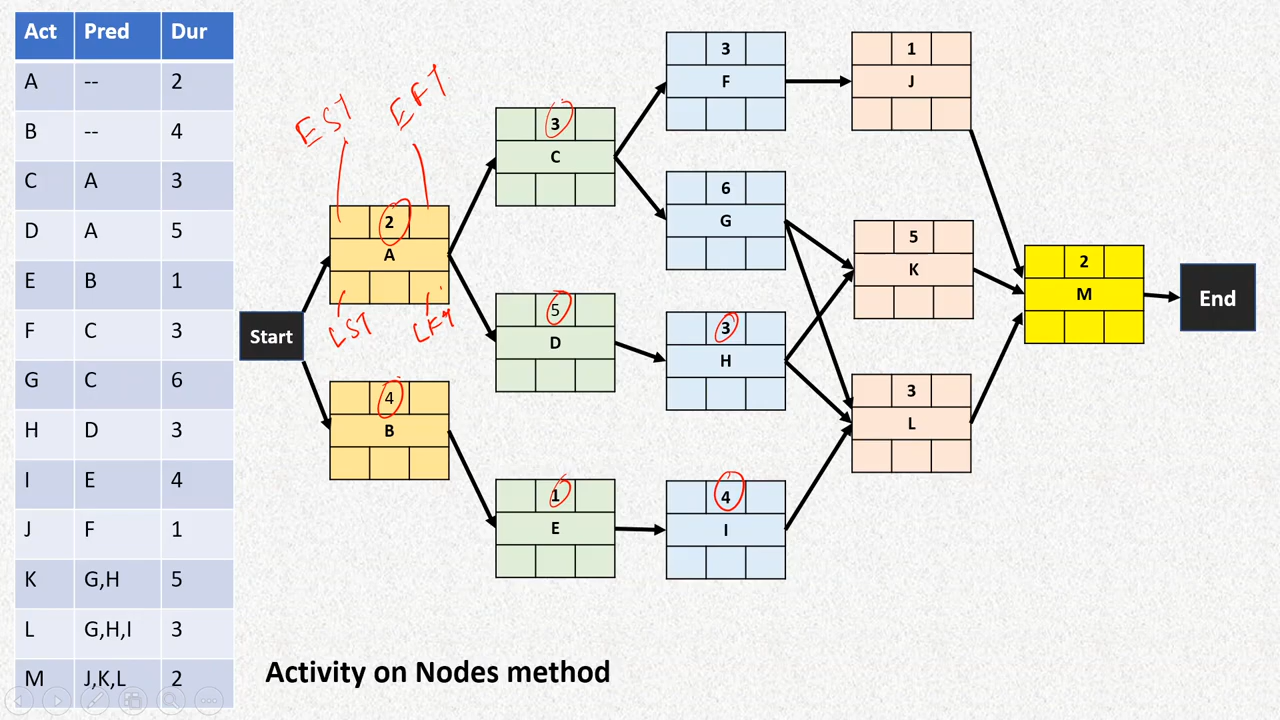 Act Pred Dur
A -- 2
B -- 4
C A 3
D A 5
E B 1
F C 3
G C 6
H D 3
I E 4
J F 1
K G,H 5
L G,H,I 3
M J,K,L 2
EST EFT
Start
2
A
LST
4
B
3
C
5
D
1
E
3
F
6
G
3
H
4
I
1
J
5
K
3
L
2
M
End
Activity on Nodes method